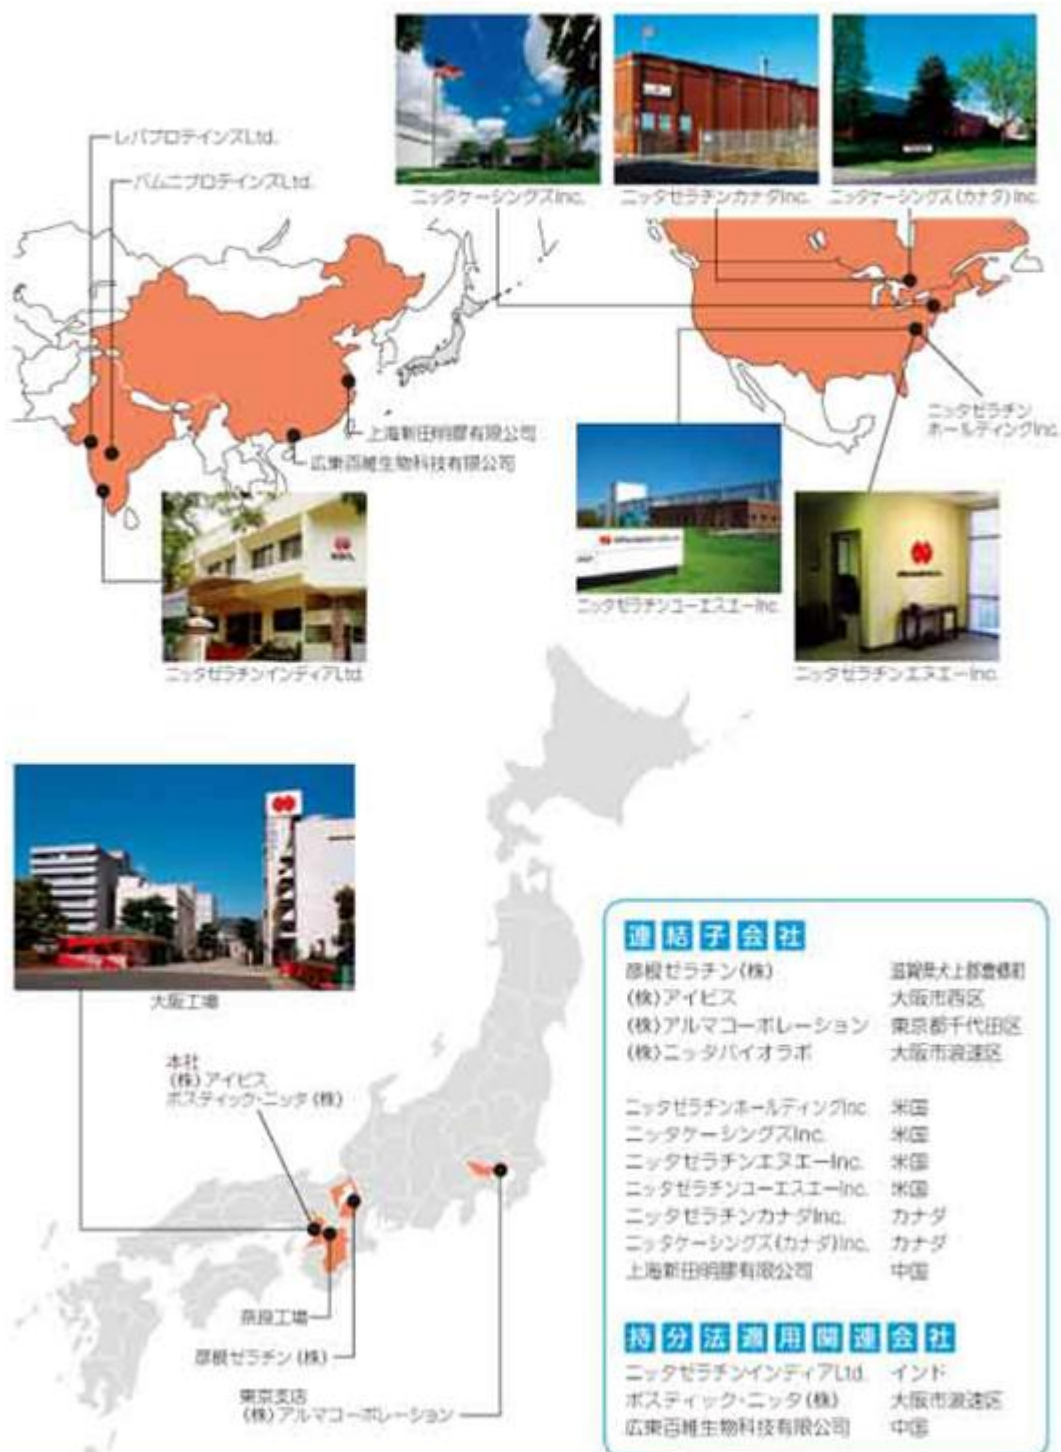 レバプロテインズLtd.
バムニプロテインズLtd.
ニッタケーシングズInc.
ニッタゼラチンカナダInc.
ニッタケーシングズ(カナダ)Inc.
上海新田明膠有限公司
広東百維生物科技有限公司
ニッタゼラチン
ホールディングInc.
ニッタゼラチンインディアLtd.
ニッタゼラチンユーエスエーInc.
ニッタゼラチンエヌエーInc.
大阪工場
本社
(株)アイビス
ボスティック・ニッタ(株)
奈良工場
彦根ゼラチン(株)
東京支店
(株)アルマコーポレーション
連結子会社
彦根ゼラチン(株) 滋賀県犬上郡豊郷町
(株)アイビス 大阪市西区
(株)アルマコーポレーション 東京都千代田区
(株)ニッタバイオラボ 大阪市浪速区
ニッタゼラチンホールディングInc. 米国
ニッタケーシングズInc. 米国
ニッタゼラチンエヌエーInc. 米国
ニッタゼラチンユーエスエーInc. 米国
ニッタゼラチンカナダInc. カナダ
ニッタケーシングズ(カナダ)Inc. カナダ
上海新田明膠有限公司 中国
持分法適用関連会社
ニッタゼラチンインディアLtd. インド
ボスティック・ニッタ(株) 大阪市浪速区
広東百維生物科技有限公司 中国